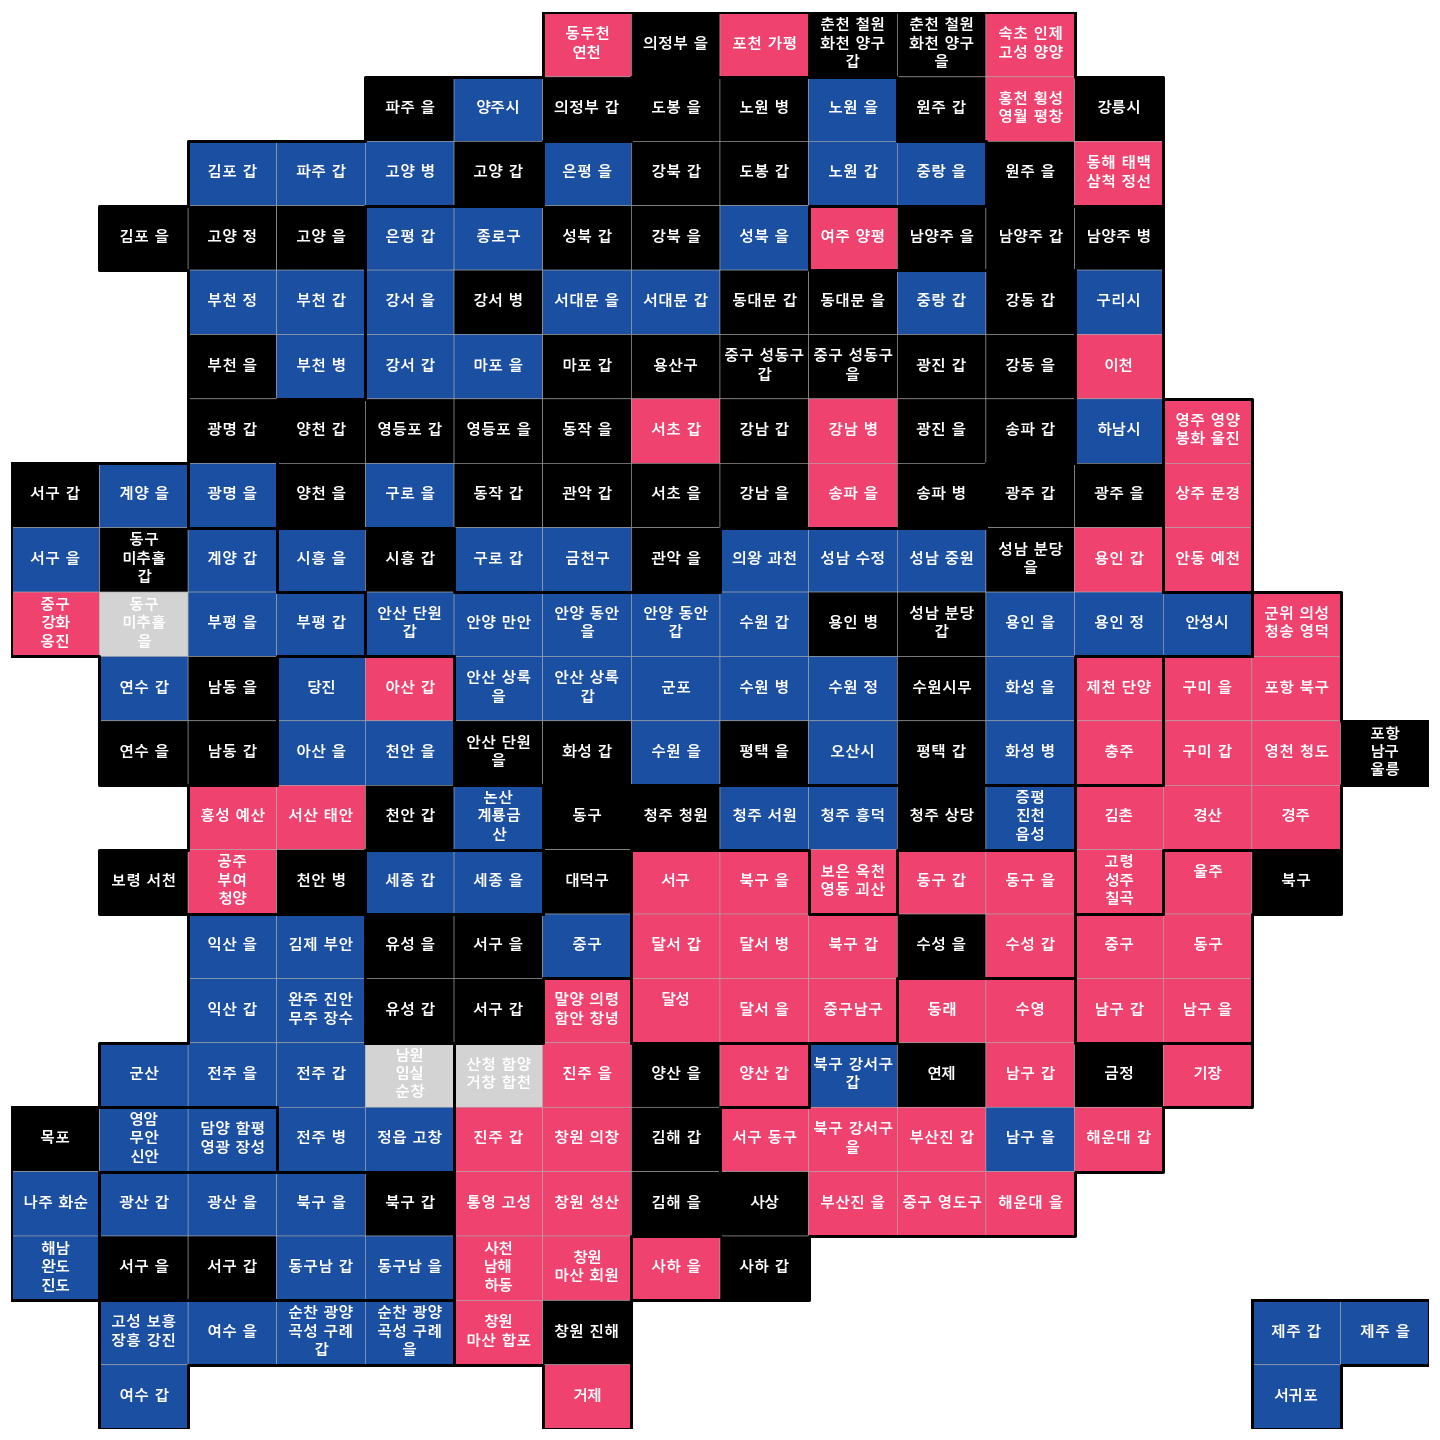 동두천
연천
의정부 을
포천 가평
춘천 철원
화천 양구
갑
춘천 철원
화천 양구
을
속초 인제
고성 양양
파주 을
양주시
의정부 갑
도봉 을
노원 병
노원 을
원주 갑
홍천 횡성
영월 평창
강릉시
김포 갑
파주 갑
고양 병
고양 갑
은평 을
강북 갑
도봉 갑
노원 갑
중랑 을
원주 을
동해 태백
삼척 정선
김포 을
고양 정
고양 을
은평 갑
종로구
성북 갑
강북 을
성북 을
여주 양평
남양주 을
남양주 갑
남양주 병
부천 정
부천 갑
강서 을
강서 병
서대문 을
서대문 갑
동대문 갑
동대문 을
중랑 갑
강동 갑
구리시
부천 을
부천 병
강서 갑
마포 을
마포 갑
용산구
중구 성동구
갑
중구 성동구
을
광진 갑
강동 을
이천
광명 갑
양천 갑
영등포 갑
영등포 을
동작 을
서초 갑
강남 갑
강남 병
광진 을
송파 갑
하남시
영주 영양
봉화 울진
서구 갑
계양 을
광명 을
양천 을
구로 을
동작 갑
관악 갑
서초 을
강남 을
송파 을
송파 병
광주 갑
광주 을
상주 문경
서구 을
동구
미추홀
갑
계양 갑
시흥 을
시흥 갑
구로 갑
금천구
관악 을
의왕 과천
성남 수정
성남 중원
성남 분당
을
용인 갑
안동 예천
중구
강화
옹진
동구
미추홀
을
부평 을
부평 갑
안산 단원
갑
안양 만안
안양 동안
을
안양 동안
갑
수원 갑
용인 병
성남 분당
갑
용인 을
용인 정
안성시
군위 의성
청송 영덕
연수 갑
남동 을
당진
아산 갑
안산 상록
을
안산 상록
갑
군포
수원 병
수원 정
수원시무
화성 을
제천 단양
구미 을
포항 북구
연수 을
남동 갑
아산 을
천안 을
안산 단원
을
화성 갑
수원 을
평택 을
오산시
평택 갑
화성 병
충주
구미 갑
영천 청도
포항
남구
울릉
홍성 예산
서산 태안
천안 갑
논산
계룡금
산
동구
청주 청원
청주 서원
청주 흥덕
청주 상당
증평
진천
음성
김촌
경산
경주
보령 서천
공주
부여
청양
천안 병
세종 갑
세종 을
대덕구
서구
북구 을
보은 옥천
영동 괴산
동구 갑
동구 을
고령
성주
칠곡
울주
북구
익산 을
김제 부안
유성 을
서구 을
중구
달서 갑
달서 병
북구 갑
수성 을
수성 갑
중구
동구
익산 갑
완주 진안
무주 장수
유성 갑
서구 갑
말양 의령
함안 창녕
달성
달서 을
중구남구
동래
수영
남구 갑
남구 을
군산
전주 을
전주 갑
남원
임실
순창
산청 함양
거창 합천
진주 을
양산 을
양산 갑
북구 강서구
갑
연제
남구 갑
금정
기장
목포
영암
무안
신안
담양 함평
영광 장성
전주 병
정읍 고창
진주 갑
창원 의창
김해 갑
서구 동구
북구 강서구
을
부산진 갑
남구 을
해운대 갑
나주 화순
광산 갑
광산 을
북구 을
북구 갑
통영 고성
창원 성산
김해 을
사상
부산진 을
중구 영도구
해운대 을
해남
완도
진도
서구 을
서구 갑
동구남 갑
동구남 을
사천
남해
하동
창원
마산 회원
사하 을
사하 갑
고성 보흥
장흥 강진
여수 을
순찬 광양
곡성 구례
갑
순찬 광양
곡성 구례
을
창원
마산 합포
창원 진해
제주 갑
제주 을
여수 갑
거제
서귀포